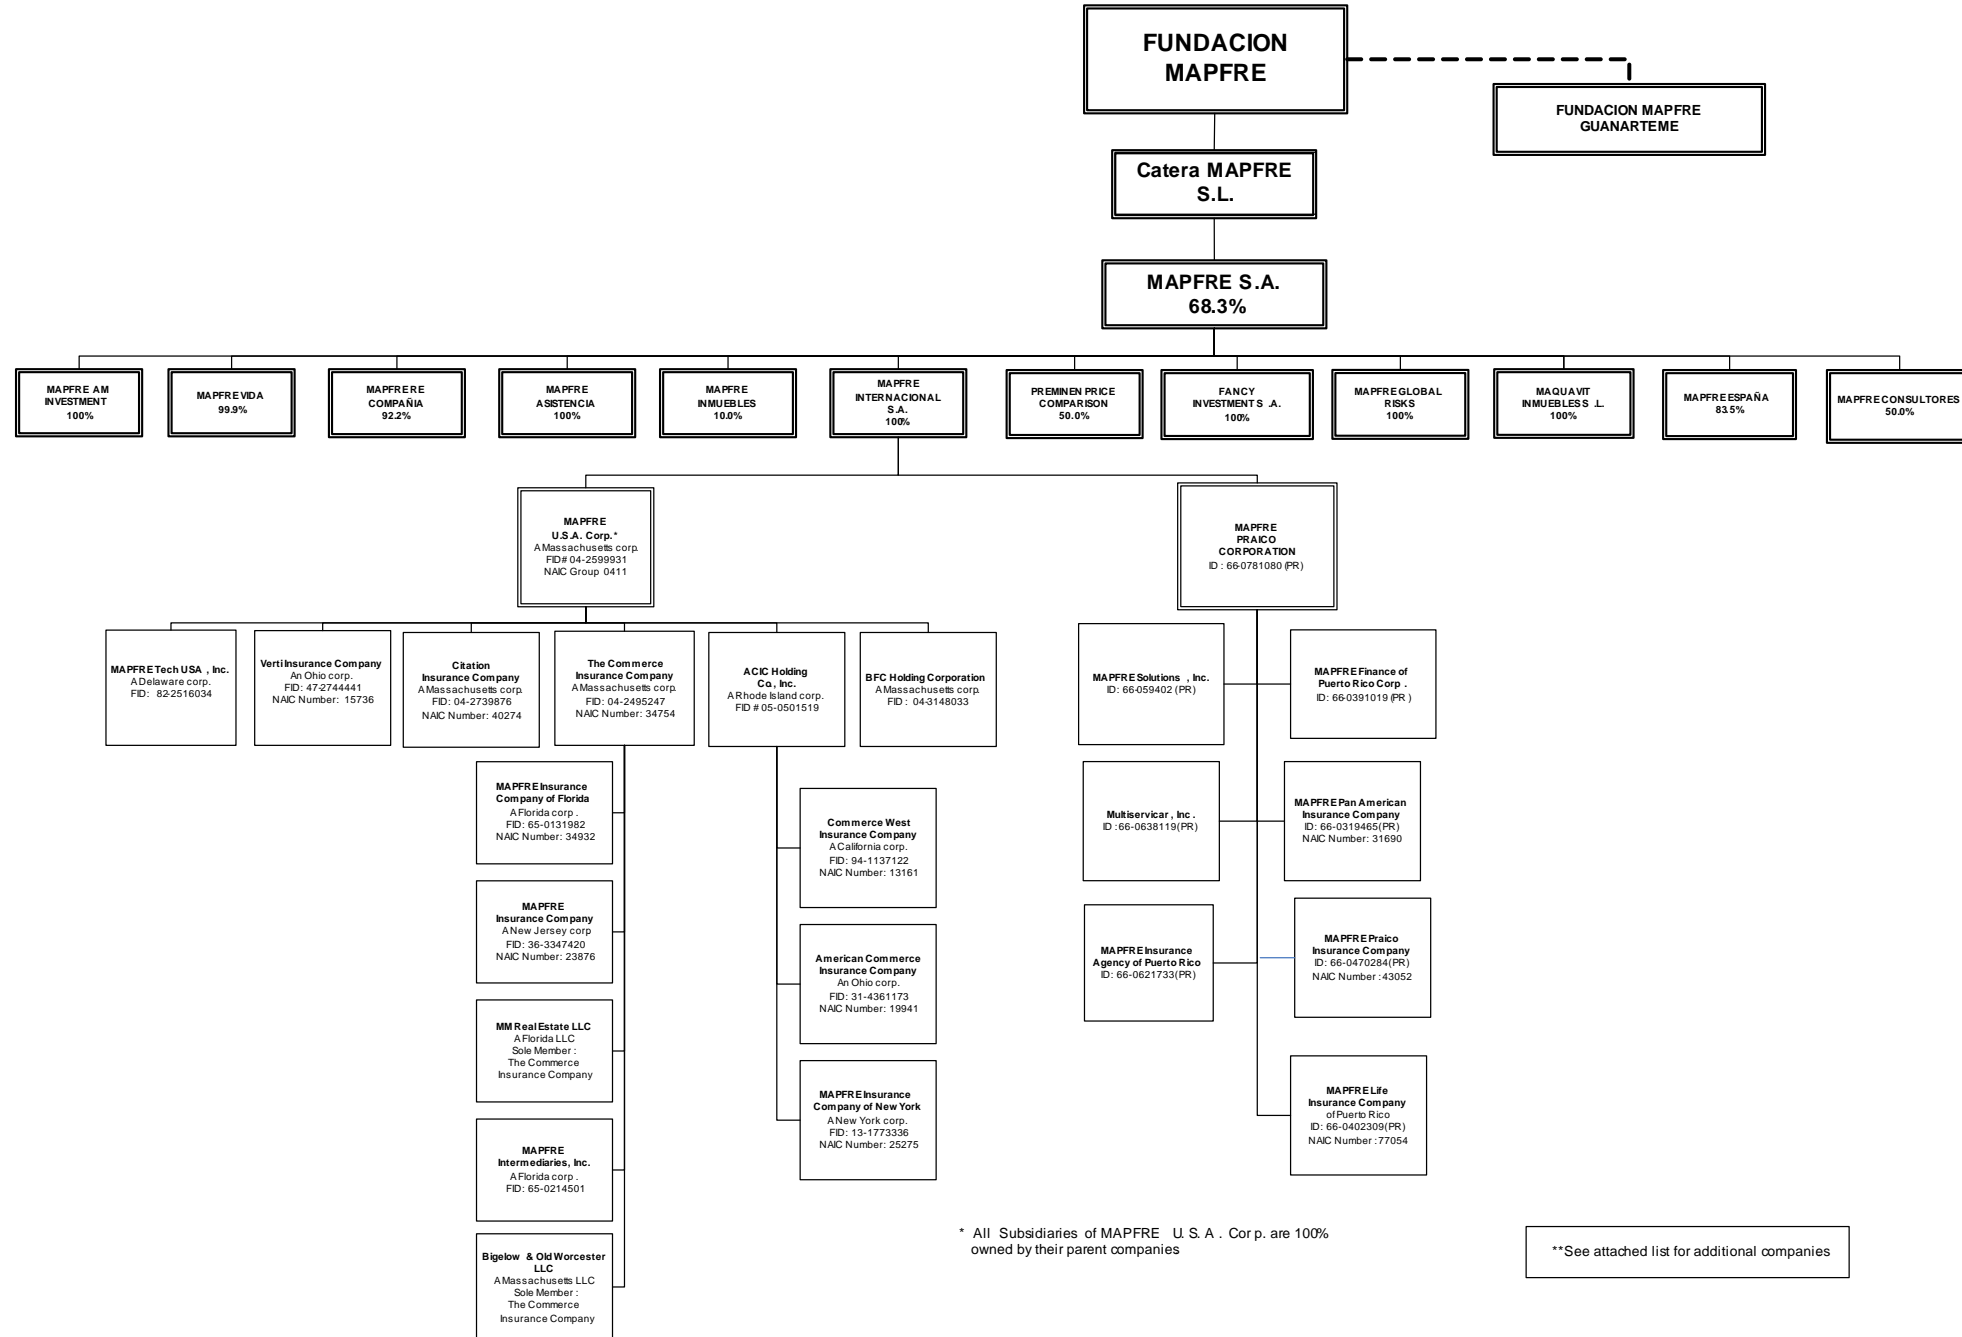 FUNDACION
MAPFRE
FUNDACION MAPFRE
GUANARTEME
Catera MAPFRE
S.L.
MAPFRE S.A.
68.3%
MAPFRE AM
INVESTMENT
100%
MAPFRE VIDA
99.9%
MAPFRE RE
COMPAÑIA
92.2%
MAPFRE
ASISTENCIA
100%
MAPFRE
INMUEBLES
10.0%
MAPFRE
INTERNACIONAL
S.A.
100%
PREMINEN PRICE
COMPARISON
50.0%
FANCY
INVESTMENT S .A.
100%
MAPFRE GLOBAL
RISKS
100%
MAQUAVIT
INMUEBLES S .L.
100%
MAPFRE ESPAÑA
83.5%
MAPFRE CONSULTORES
50.0%
MAPFRE
U.S.A. Corp.*
A Massachusetts corp.
FID# 04-2599931
NAIC Group 0411
MAPFRE
PRAICO
CORPORATION
ID : 66-0781080 (PR)
MAPFRE Tech USA , Inc.
A Delaware corp.
FID: 82-2516034
Verti Insurance Company
An Ohio corp.
FID: 47-2744441
NAIC Number: 15736
Citation
Insurance Company
A Massachusetts corp.
FID: 04-2739876
NAIC Number: 40274
The Commerce
Insurance Company
A Massachusetts corp.
FID: 04-2495247
NAIC Number: 34754
ACIC Holding
Co., Inc.
A Rhode Island corp.
FID # 05-0501519
BFC Holding Corporation
A Massachusetts corp.
FID : 04-3148033
MAPFRE Solutions , Inc.
ID: 66-059402 (PR)
MAPFRE Finance of
Puerto Rico Corp .
ID: 66-0391019 (PR )
MAPFRE Insurance
Company of Florida
A Florida corp .
FID: 65-0131982
NAIC Number: 34932
Commerce West
Insurance Company
A California corp.
FID: 94-1137122
NAIC Number: 13161
Multiservicar , Inc .
ID : 66-0638119(PR)
MAPFRE Pan American
Insurance Company
ID: 66-0319465(PR)
NAIC Number: 31690
MAPFRE
Insurance Company
A New Jersey corp
FID: 36-3347420
NAIC Number: 23876
American Commerce
Insurance Company
An Ohio corp.
FID: 31-4361173
NAIC Number: 19941
MAPFRE Insurance
Agency of Puerto Rico
ID: 66-0621733(PR)
MAPFRE Praico
Insurance Company
ID: 66-0470284(PR)
NAIC Number : 43052
MM Real Estate LLC
A Florida LLC
Sole Member :
The Commerce
Insurance Company
MAPFRE Insurance
Company of New York
A New York corp.
FID: 13-1773336
NAIC Number: 25275
MAPFRE Life
Insurance Company
of Puerto Rico
ID: 66-0402309(PR)
NAIC Number : 77054
MAPFRE
Intermediaries, Inc.
A Florida corp .
FID: 65-0214501
Bigelow & Old Worcester
LLC
A Massachusetts LLC
Sole Member :
The Commerce
Insurance Company
* All Subsidiaries of MAPFRE U. S. A . Corp. are 100%
owned by their parent companies
**See attached list for additional companies